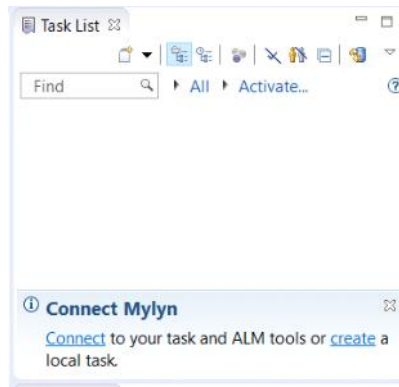 Task List
Find All Activate...
Connect Mylyn
Connect to your task and ALM tools or create a
local task.